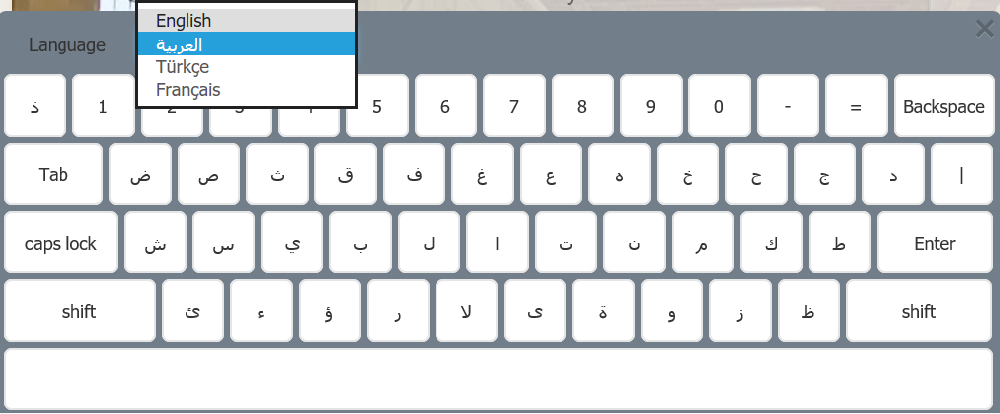 English
Language
العربية
Türkçe
Français
ذ 1 2 3 4 5 6 7 8 9 0 - = Backspace
Tab ض ص ث ق ف غ ع ه خ ح ج د |
caps lock ش س ي ب ل ا ت ن م ك ط Enter
shift ئ ء ؤ ر لا ى ة و ز ظ shift